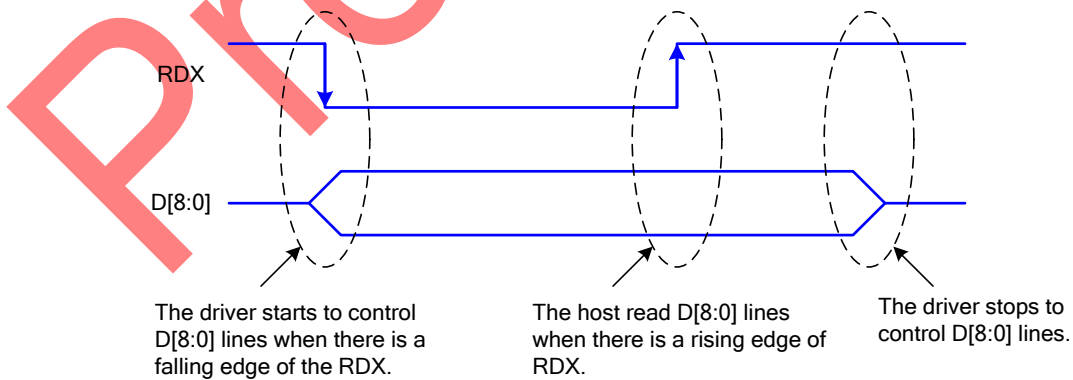 Pre
RDX
D[8:0]
The driver starts to control
D[8:0] lines when there is a
falling edge of the RDX.
The host read D[8:0] lines
when there is a rising edge of
RDX.
The driver stops to
control D[8:0] lines.